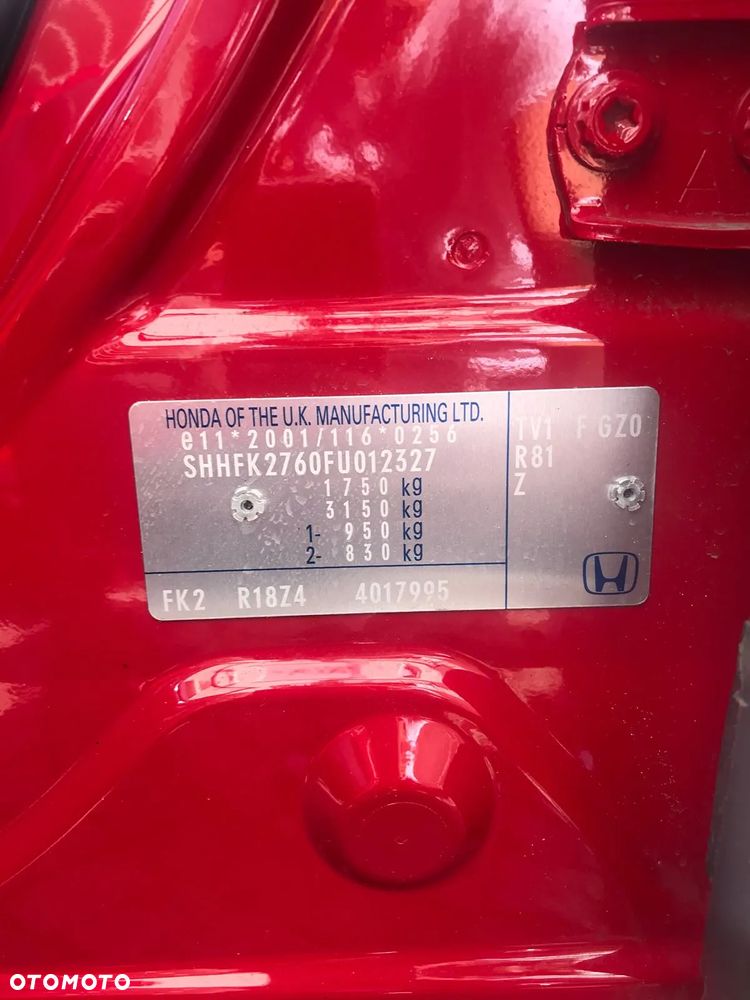 HONDA OF THE U.K. MANUFACTURING LTD.
e11*2001/116*0256
SHHFK2760FU012327
1750 kg
3150 kg
1- 950 kg
2- 830 kg
TV1 F GZ0
R81
Z
FK2 R18Z4 4017995
OTOMOTO